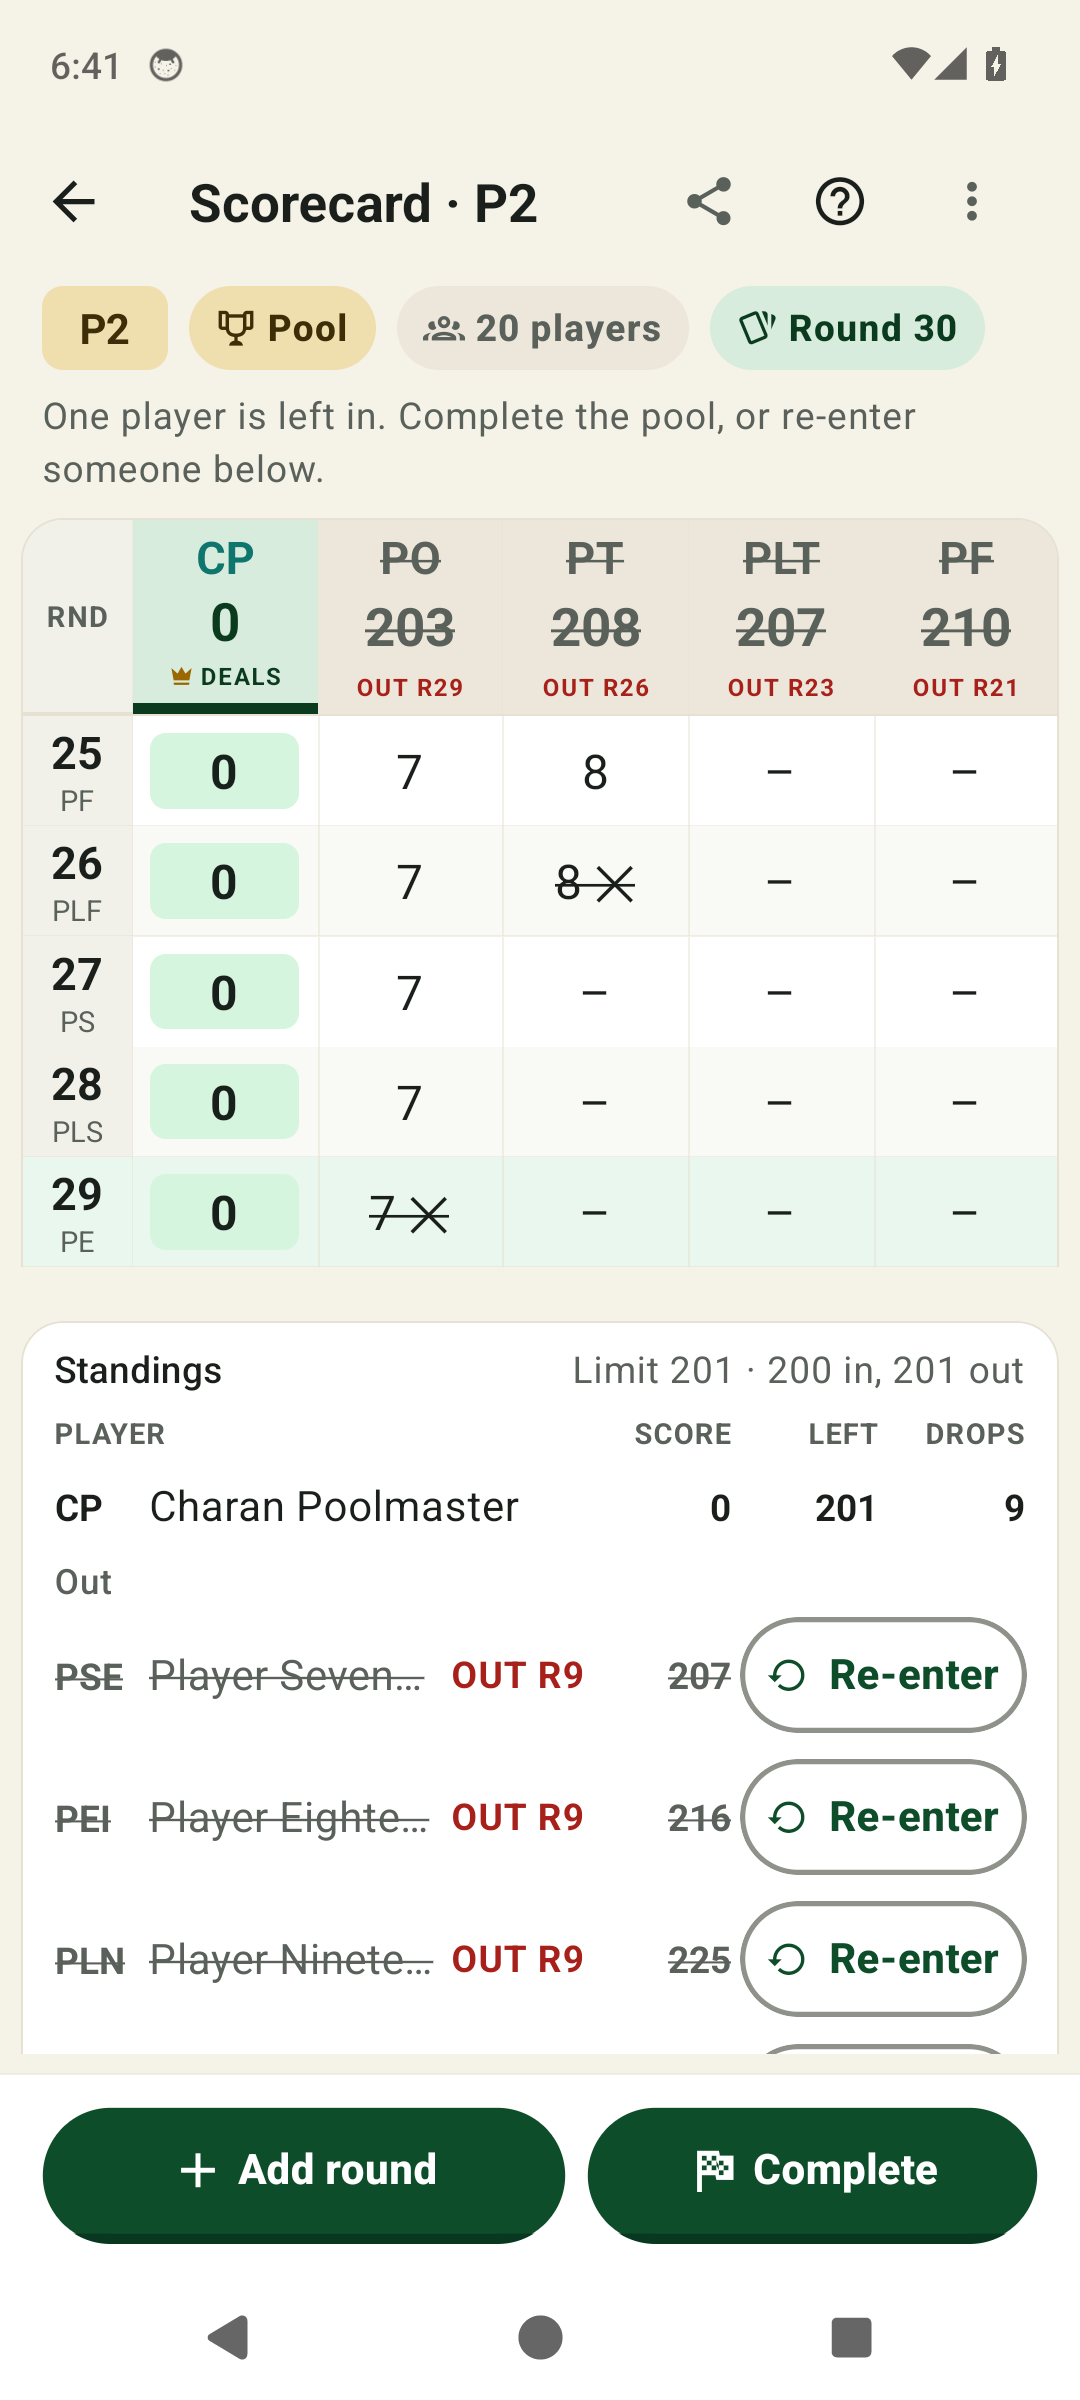 6:41
Scorecard · P2
P2 Pool 20 players Round 30
One player is left in. Complete the pool, or re-enter
someone below.
RND CP PO PT PLT PF
0 203 208 207 210
DEALS OUT R29 OUT R26 OUT R23 OUT R21
25 0 7 8 – –
PF
26 0 7 8 × – –
PLF
27 0 7 – – –
PS
28 0 7 – – –
PLS
29 0 7 × – – –
PE
Standings Limit 201 · 200 in, 201 out
PLAYER SCORE LEFT DROPS
CP Charan Poolmaster 0 201 9
Out
PSE Player Seven… OUT R9 207 Re-enter
PEI Player Eighte… OUT R9 216 Re-enter
PLN Player Ninete… OUT R9 225 Re-enter
Add round Complete